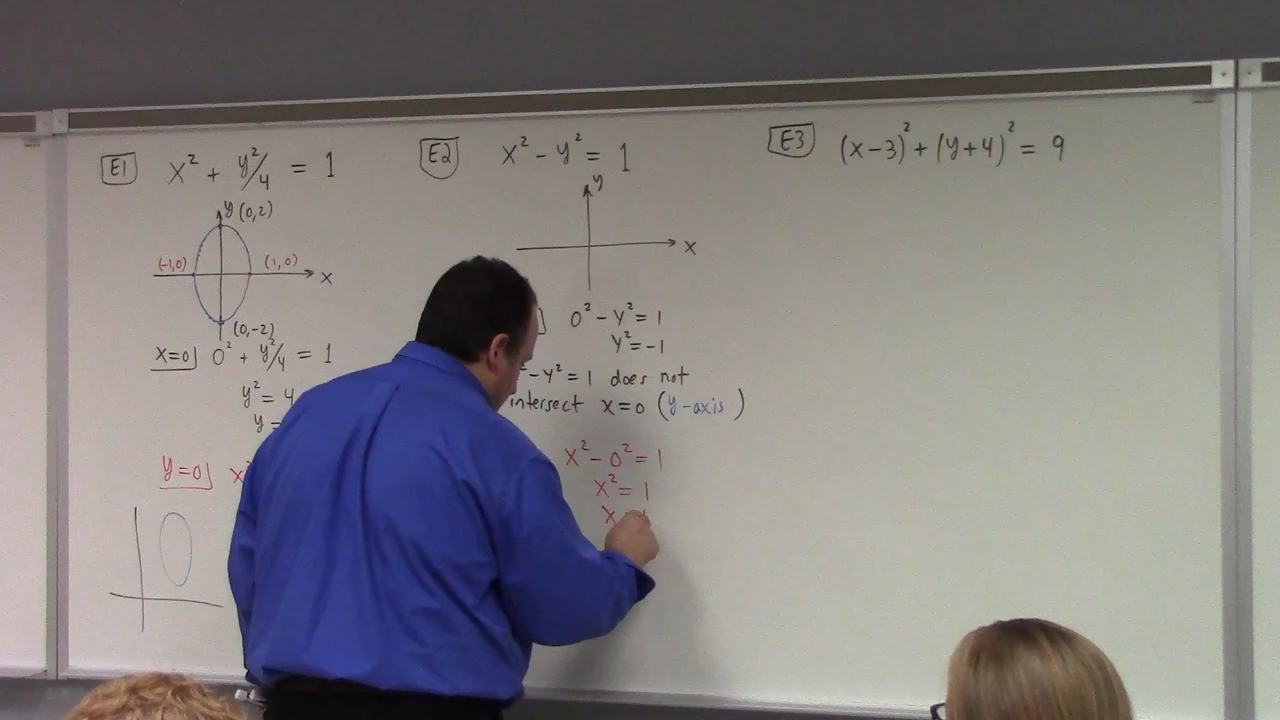 E1 x² + y²/4 = 1
y (0,2)
(-1,0) (1,0) x
(0,-2)
x=0 0² + y²/4 = 1
y² = 4
y =
y=0 x²
E2 x² - y² = 1
y
x
0² - y² = 1
y² = -1
- y² = 1 does not
intersect x=0 (y-axis)
x² - 0² = 1
x² = 1
x
E3 (x-3)² + (y+4)² = 9